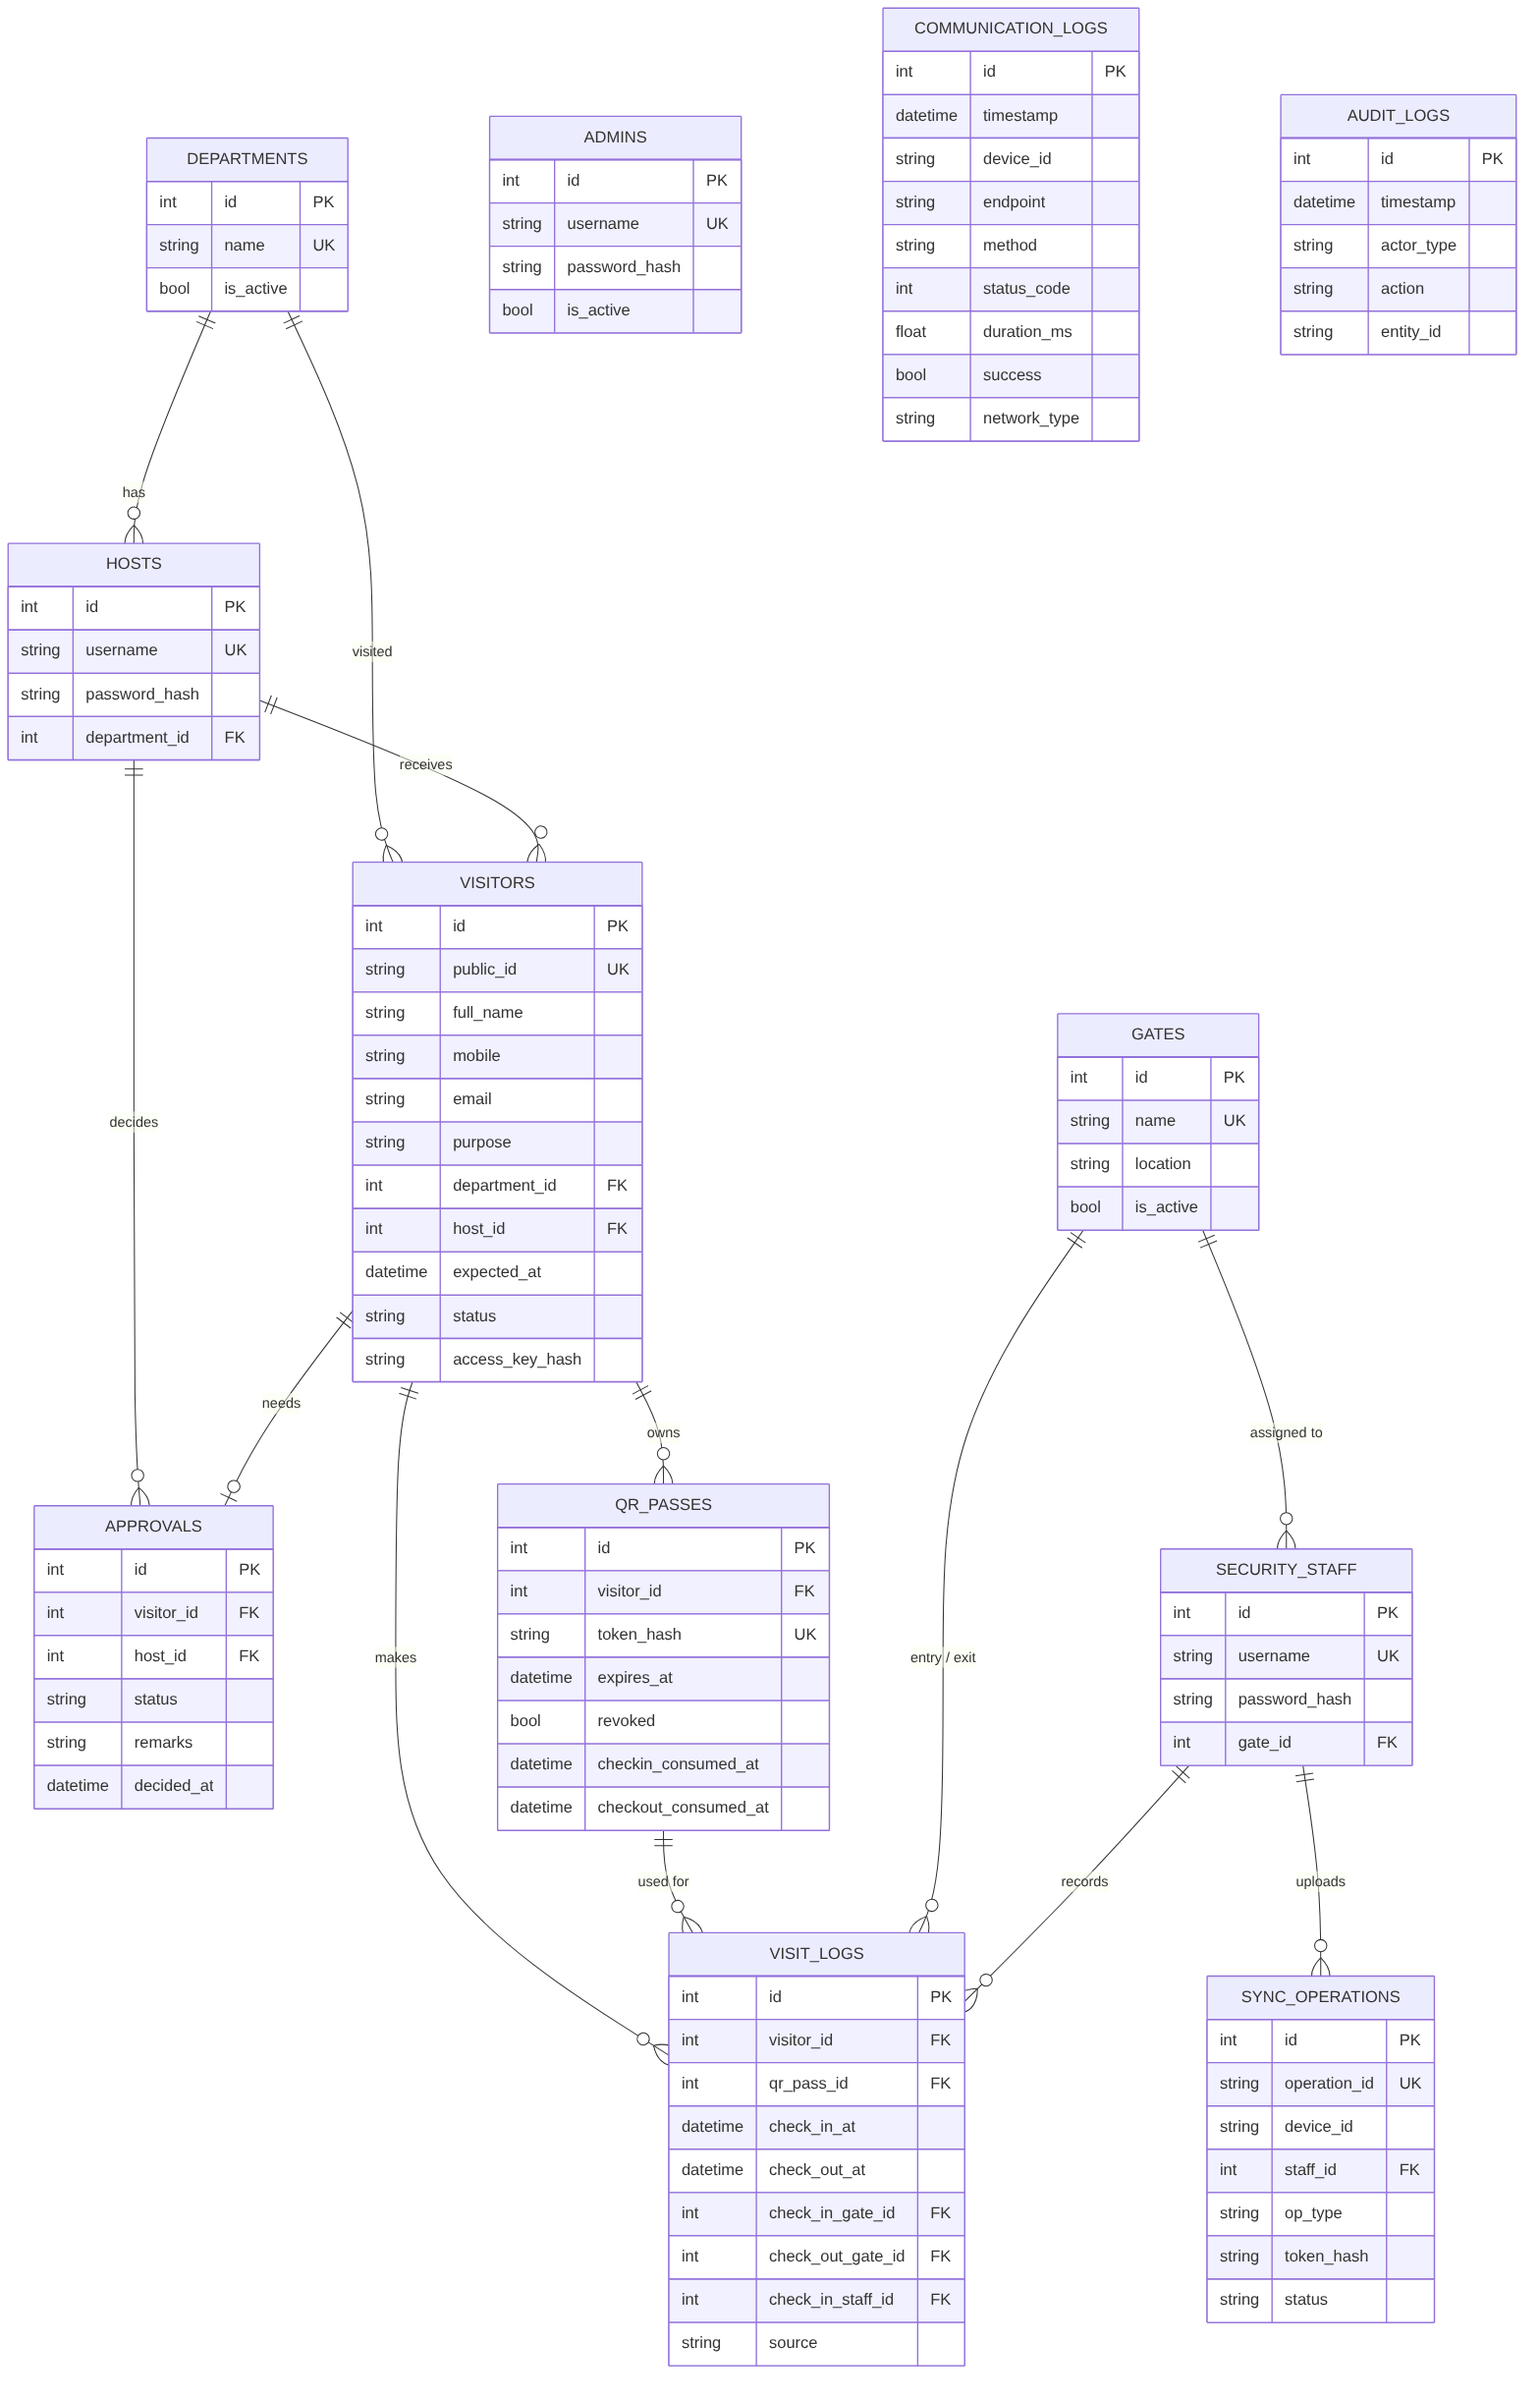 COMMUNICATION_LOGS
int id PK
datetime timestamp
string device_id
string endpoint
string method
int status_code
float duration_ms
bool success
string network_type
AUDIT_LOGS
int id PK
datetime timestamp
string actor_type
string action
string entity_id
ADMINS
int id PK
string username UK
string password_hash
bool is_active
DEPARTMENTS
int id PK
string name UK
bool is_active
has
visited
HOSTS
int id PK
string username UK
string password_hash
int department_id FK
receives
decides
VISITORS
int id PK
string public_id UK
string full_name
string mobile
string email
string purpose
int department_id FK
int host_id FK
datetime expected_at
string status
string access_key_hash
GATES
int id PK
string name UK
string location
bool is_active
needs
owns
assigned to
APPROVALS
int id PK
int visitor_id FK
int host_id FK
string status
string remarks
datetime decided_at
makes
QR_PASSES
int id PK
int visitor_id FK
string token_hash UK
datetime expires_at
bool revoked
datetime checkin_consumed_at
datetime checkout_consumed_at
entry / exit
SECURITY_STAFF
int id PK
string username UK
string password_hash
int gate_id FK
used for
records
uploads
VISIT_LOGS
int id PK
int visitor_id FK
int qr_pass_id FK
datetime check_in_at
datetime check_out_at
int check_in_gate_id FK
int check_out_gate_id FK
int check_in_staff_id FK
string source
SYNC_OPERATIONS
int id PK
string operation_id UK
string device_id
int staff_id FK
string op_type
string token_hash
string status